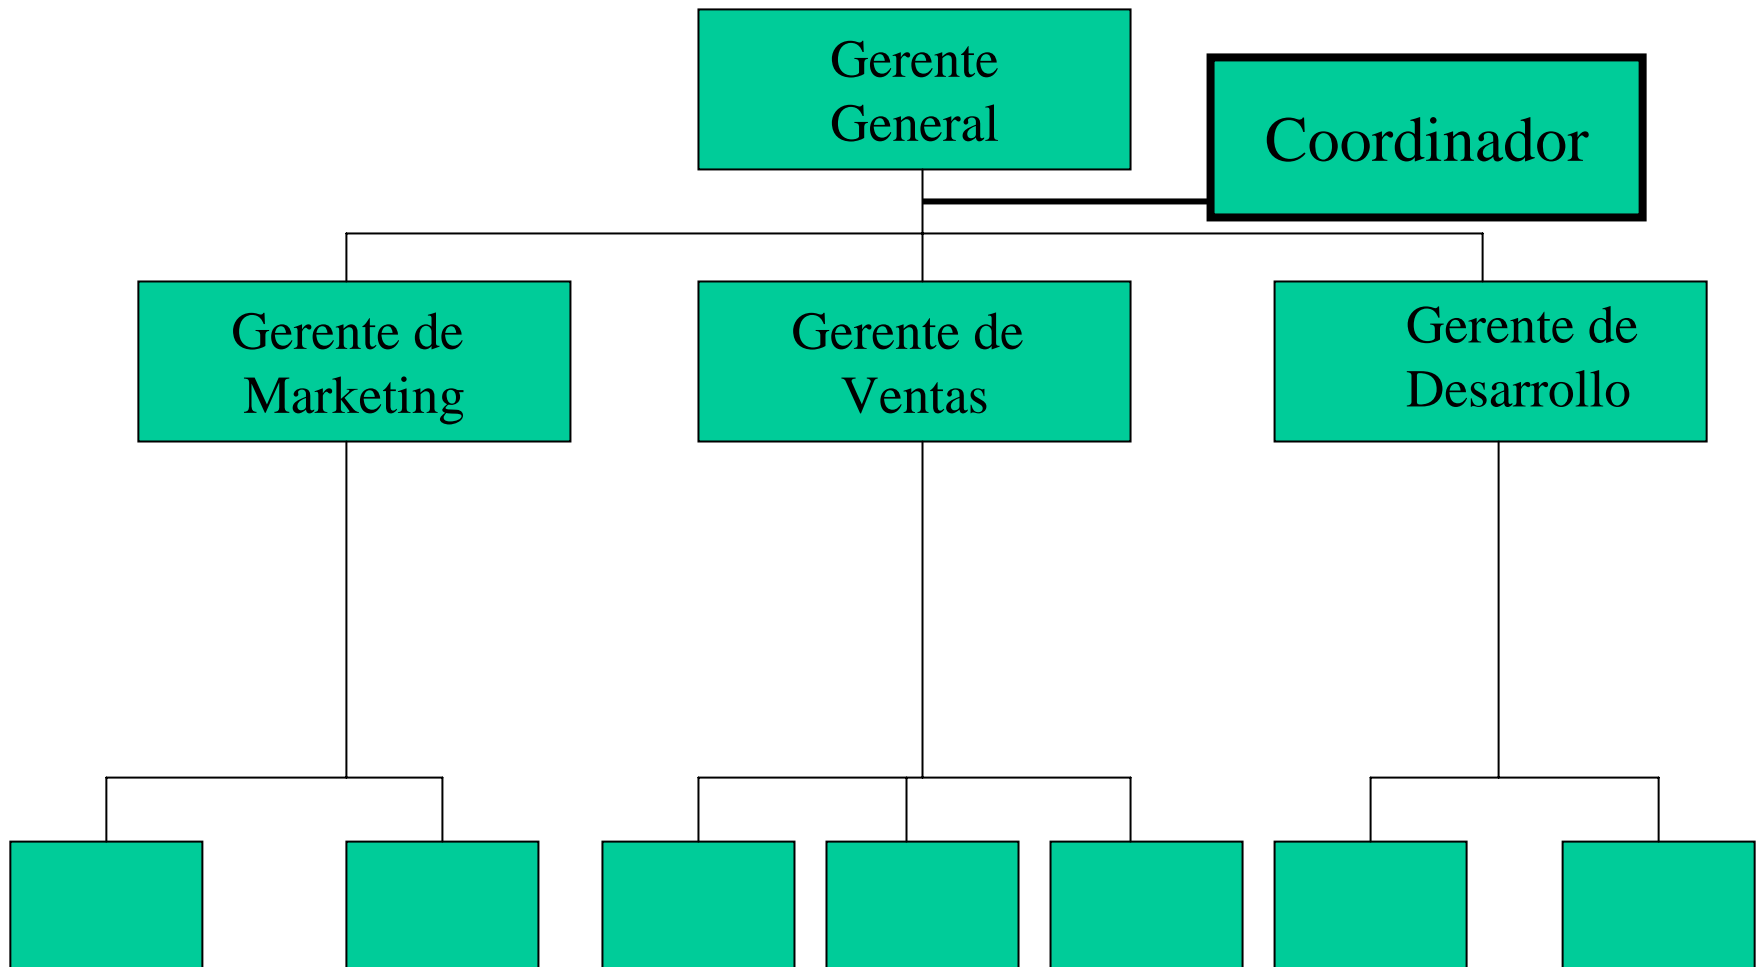 Gerente
General
Coordinador
Gerente de
Marketing
Gerente de
Ventas
Gerente de
Desarrollo